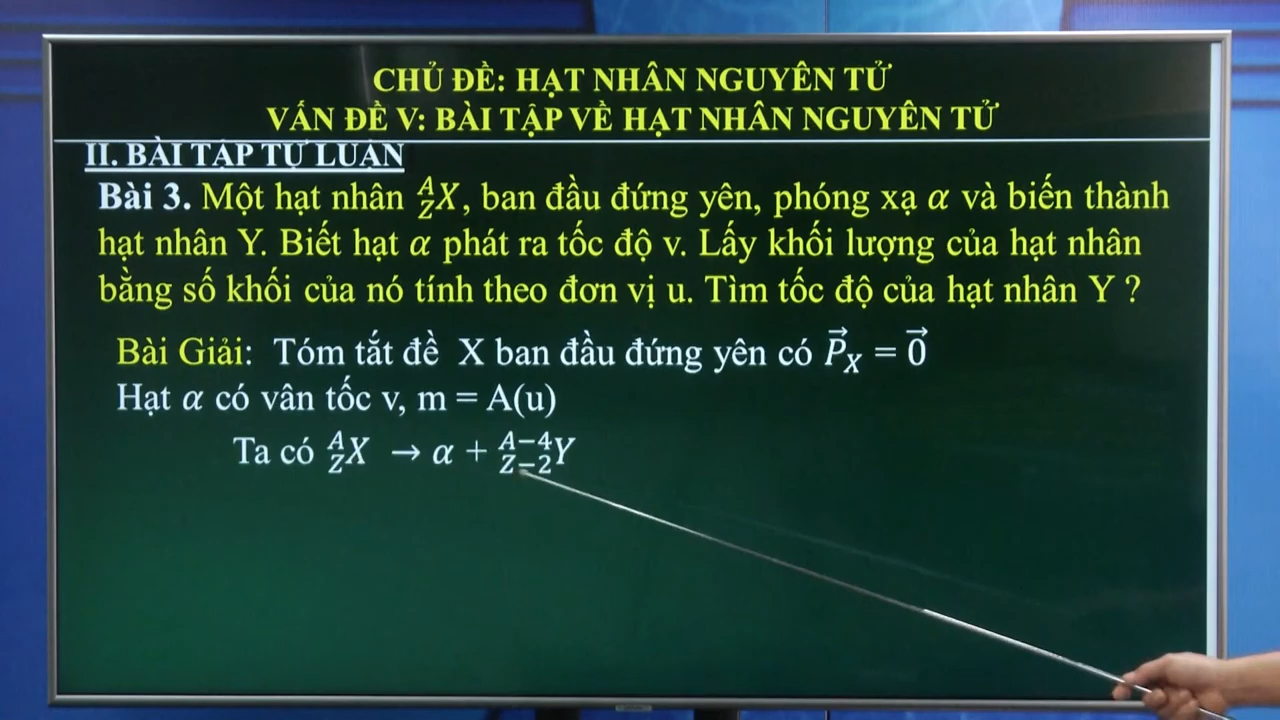 CHỦ ĐỀ: HẠT NHÂN NGUYÊN TỬ
VẤN ĐỀ V: BÀI TẬP VỀ HẠT NHÂN NGUYÊN TỬ
II. BÀI TẬP TỰ LUẬN
Bài 3. Một hạt nhân $^{A}_{Z}X$, ban đầu đứng yên, phóng xạ α và biến thành
hạt nhân Y. Biết hạt α phát ra tốc độ v. Lấy khối lượng của hạt nhân
bằng số khối của nó tính theo đơn vị u. Tìm tốc độ của hạt nhân Y ?
Bài Giải: Tóm tắt đề X ban đầu đứng yên có $\vec{P}_X = \vec{0}$
Hạt α có vân tốc v, m = A(u)
Ta có $^{A}_{Z}X \rightarrow α + ^{A-4}_{Z-2}Y$